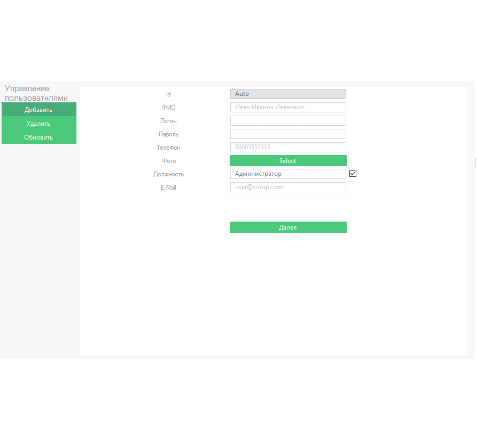 Управление
пользователями
Добавить
Удалить
Обновить
Id
Auto
ФИО
Иван Иванов Иванович
Логин
Пароль
Телефон
88005553535
Фото
Select
Должность
Администратор
E-Mail
user@comp.com
Далее